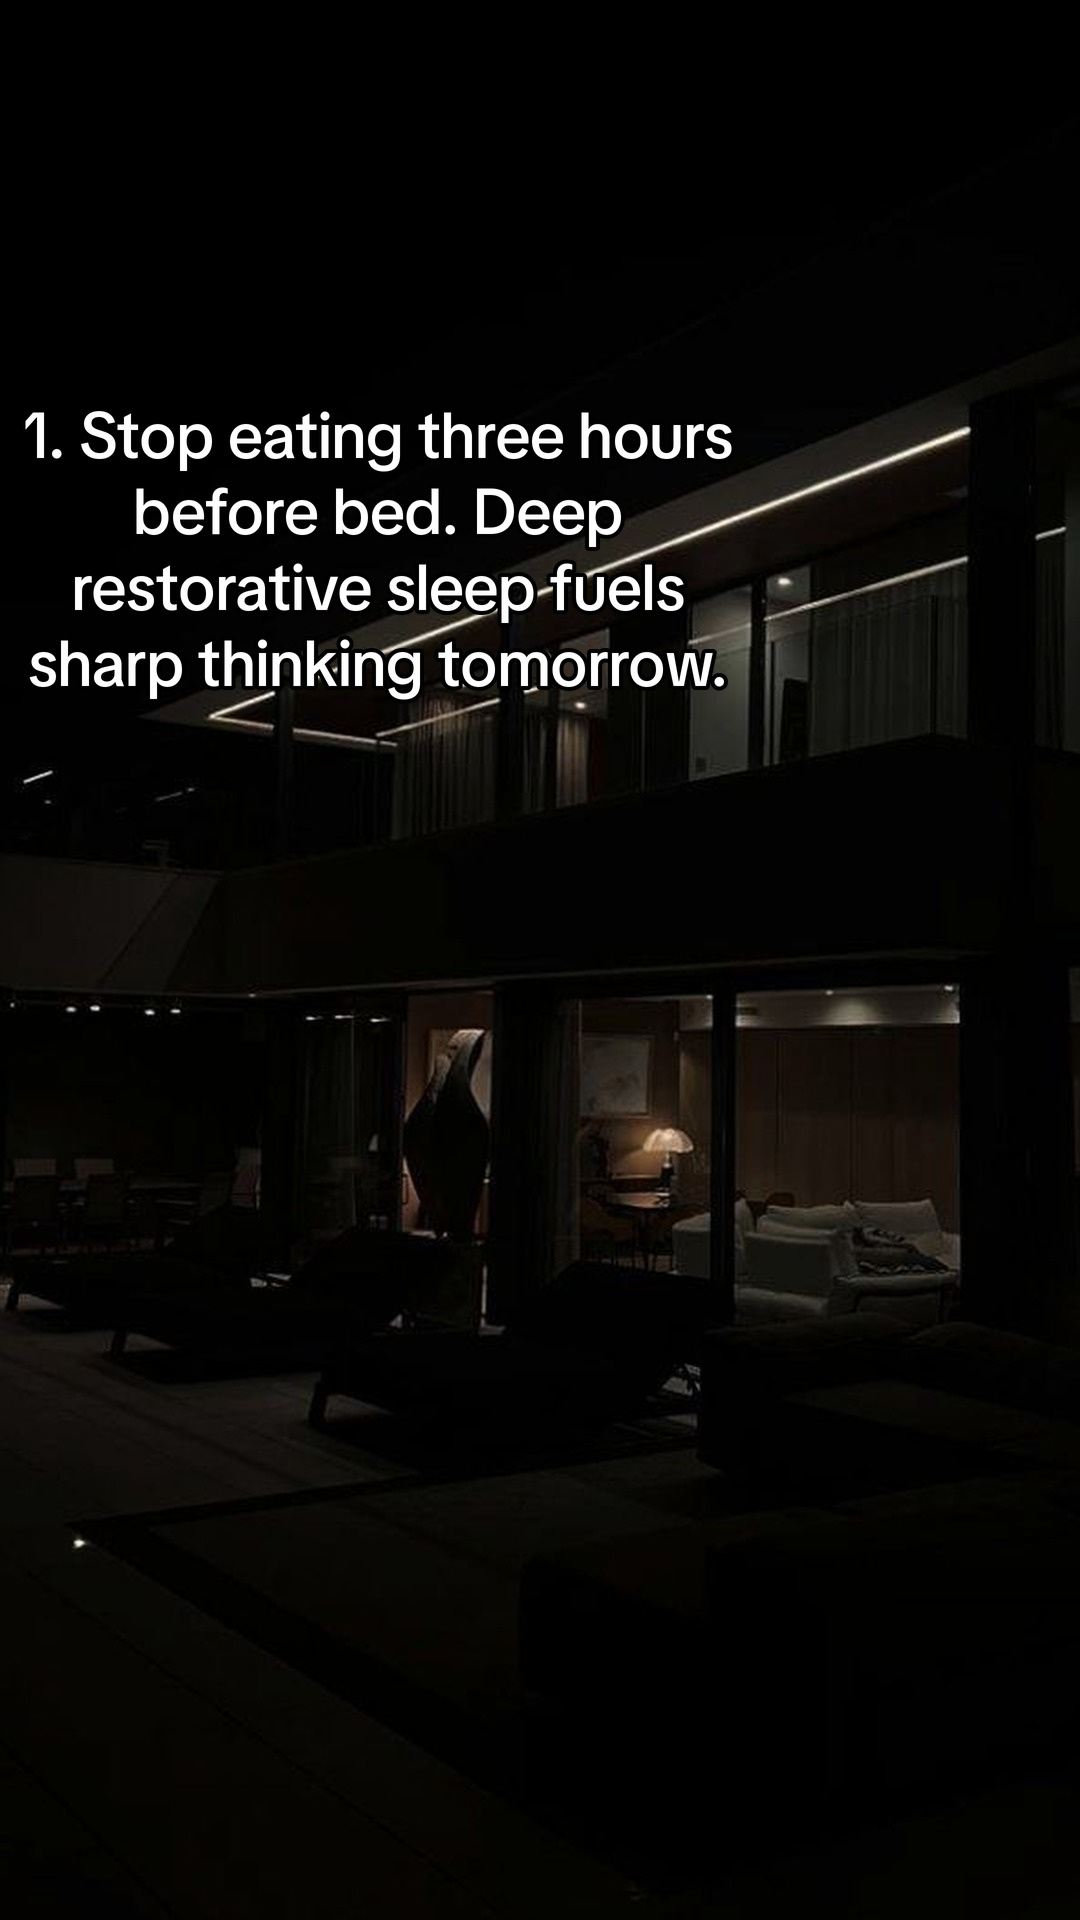 1. Stop eating three hours
before bed. Deep
restorative sleep fuels
sharp thinking tomorrow.